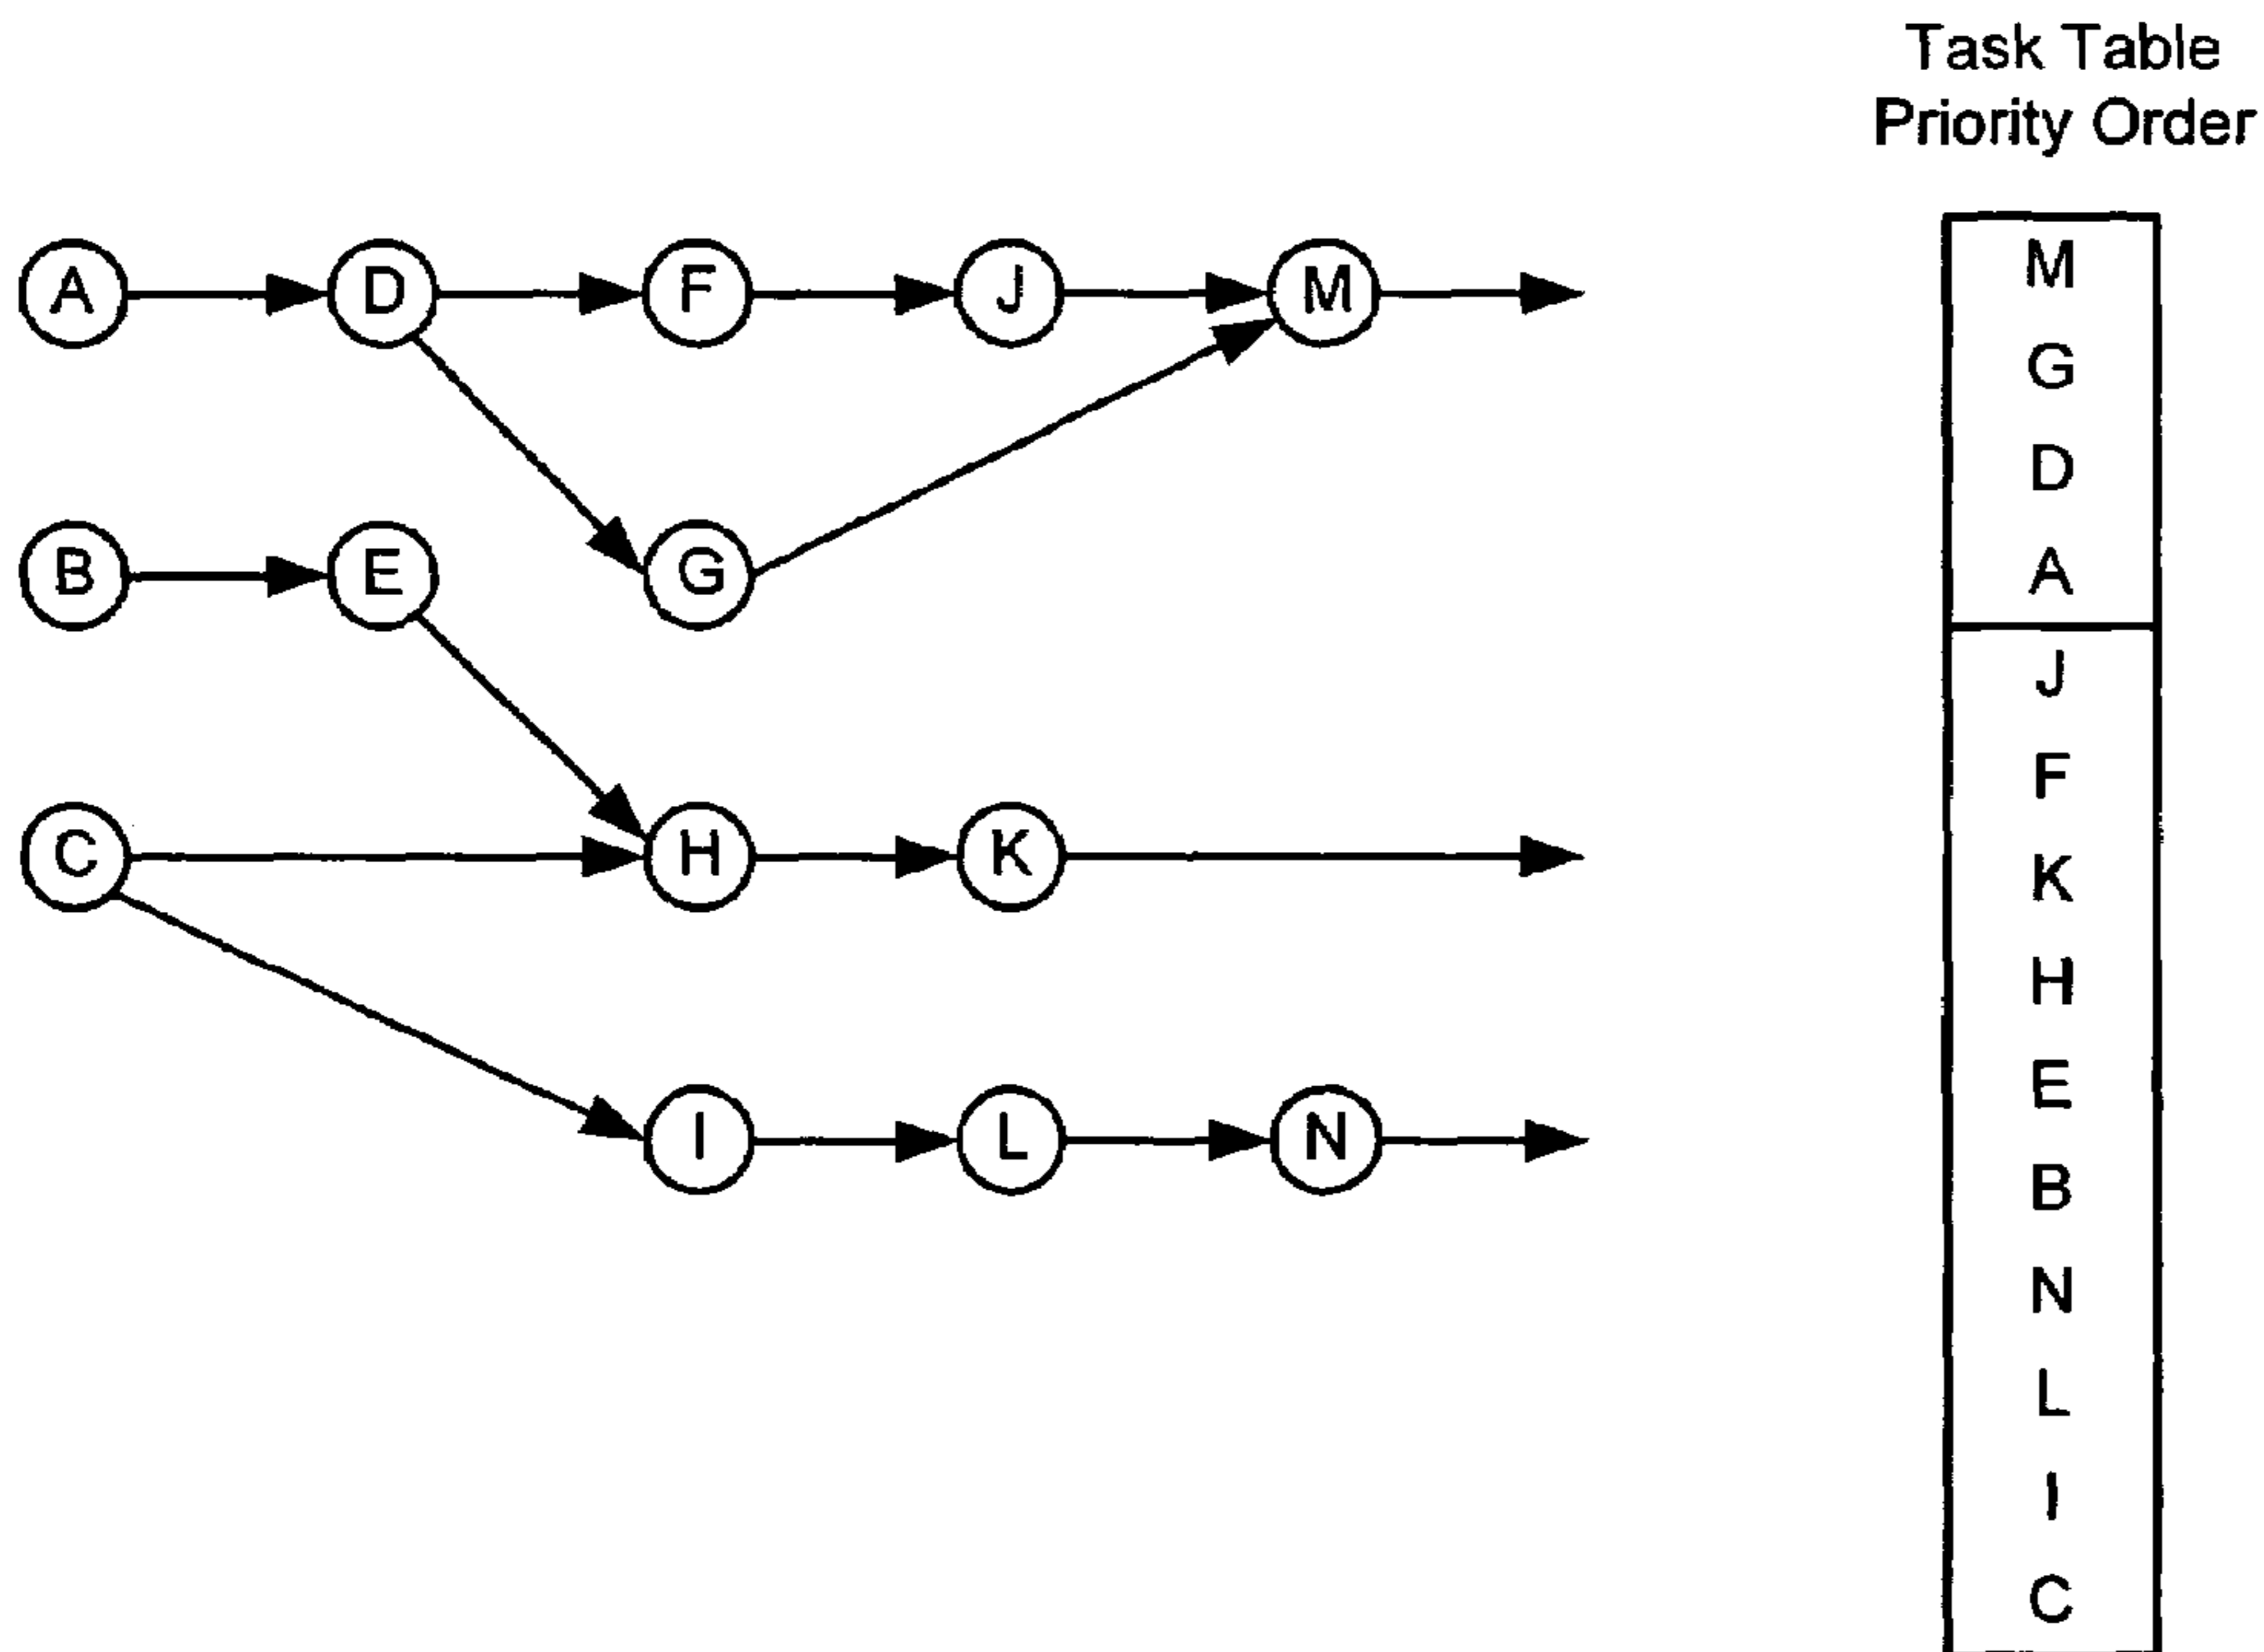 Task Table
Priority Order
A D F J M
B E G
C H K
I L N
M
G
D
A
J
F
K
H
E
B
N
L
I
C